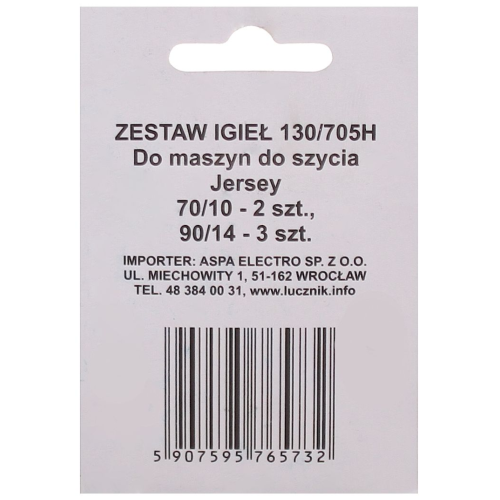 ZESTAW IGIEŁ 130/705H
Do maszyn do szycia
Jersey
70/10 - 2 szt.,
90/14 - 3 szt.
IMPORTER: ASPA ELECTRO SP. Z O.O.
UL. MIECHOWITY 1, 51-162 WROCŁAW
TEL. 48 384 00 31, www.lucznik.info
5 907595 765732